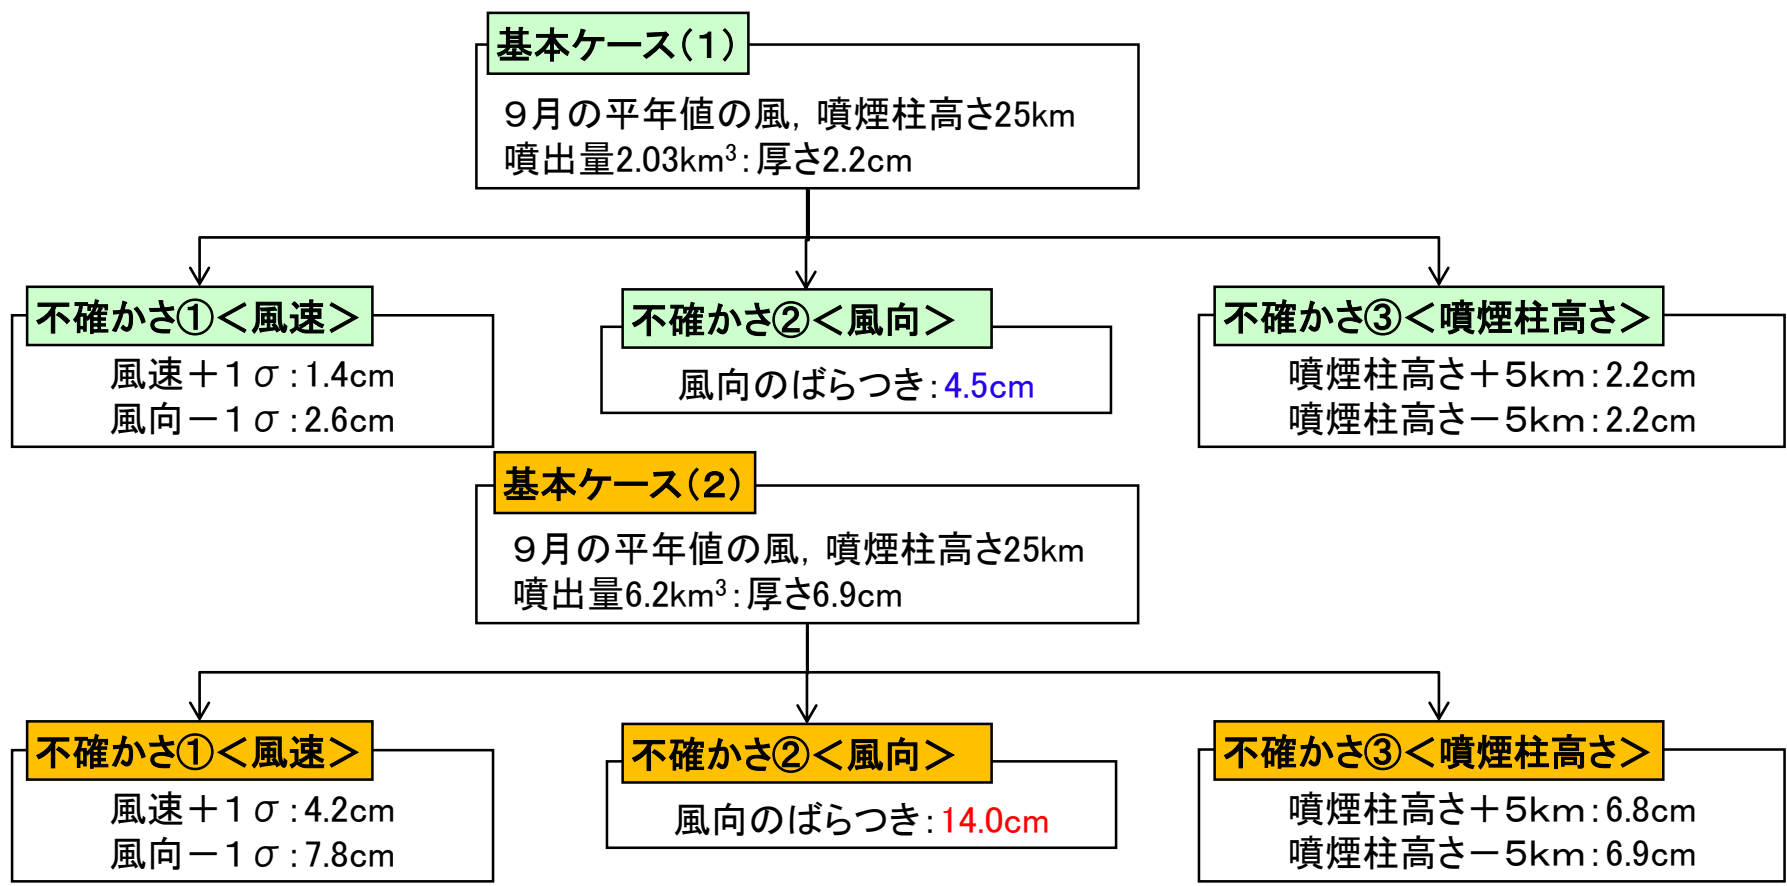 基本ケース(１)
９月の平年値の風，噴煙柱高さ25km
噴出量2.03km³：厚さ2.2cm
不確かさ①＜風速＞
風速＋１σ：1.4cm
風向－１σ：2.6cm
不確かさ②＜風向＞
風向のばらつき：4.5cm
不確かさ③＜噴煙柱高さ＞
噴煙柱高さ＋５ｋｍ：2.2cm
噴煙柱高さ－５ｋｍ：2.2cm
基本ケース(２)
９月の平年値の風，噴煙柱高さ25km
噴出量6.2km³：厚さ6.9cm
不確かさ①＜風速＞
風速＋１σ：4.2cm
風向－１σ：7.8cm
不確かさ②＜風向＞
風向のばらつき：14.0cm
不確かさ③＜噴煙柱高さ＞
噴煙柱高さ＋５ｋｍ：6.8cm
噴煙柱高さ－５ｋｍ：6.9cm